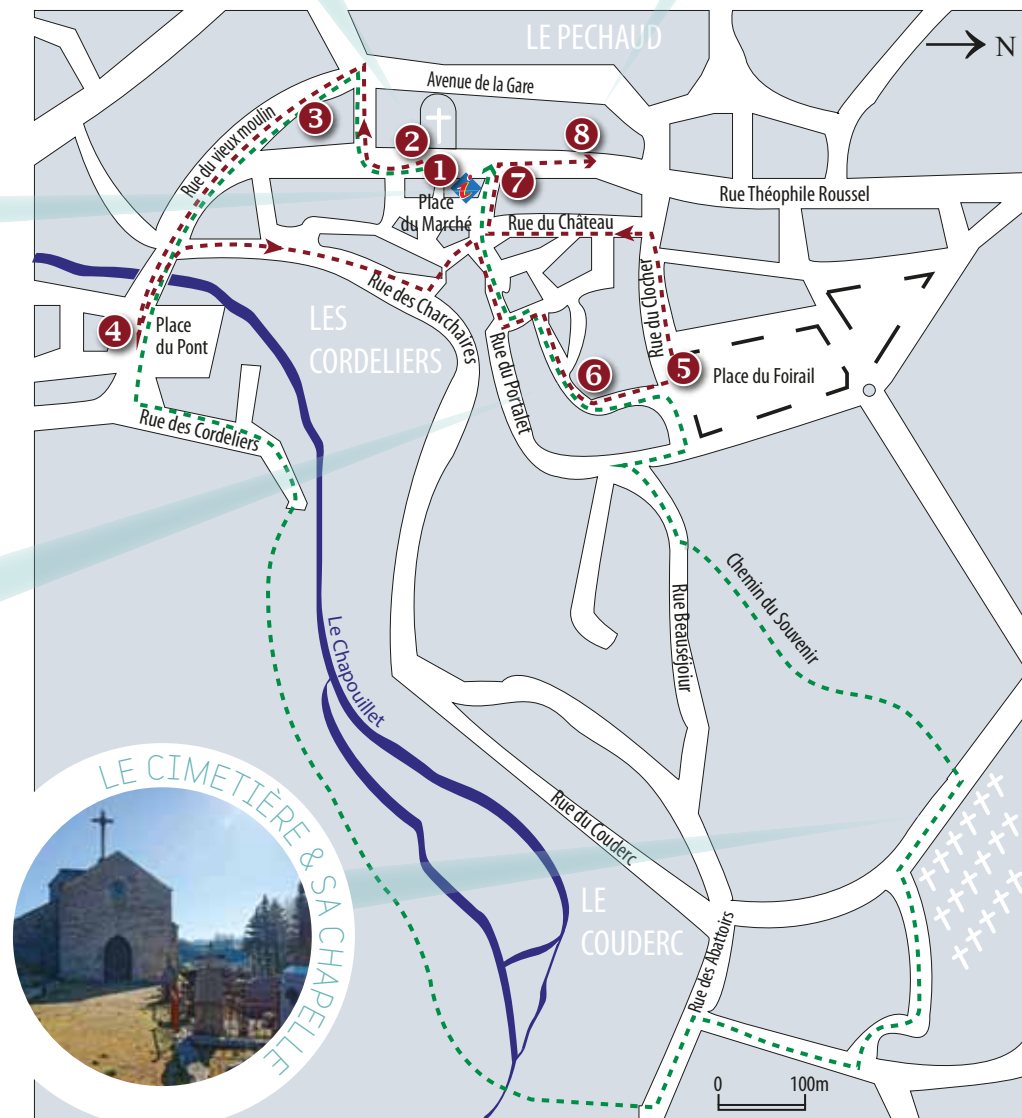 LE PECHAUD
N
Avenue de la Gare
Rue du vieux moulin
3
2
8
1
i
7
Place
du Marché
Rue Théophile Roussel
Rue du Château
Rue des Charchaires
LES
CORDELIERS
4
Place
du Pont
Rue du Clocher
5
Place du Foirail
6
Rue du Portalet
Rue des Cordeliers
Chemin du Souvenir
Rue Beauséjoiur
Le Chapouillet
LE CIMETIÈRE & SA CHAPELLE
Rue du Couderc
LE
COUDERC
Rue des Abattoirs
0 100m